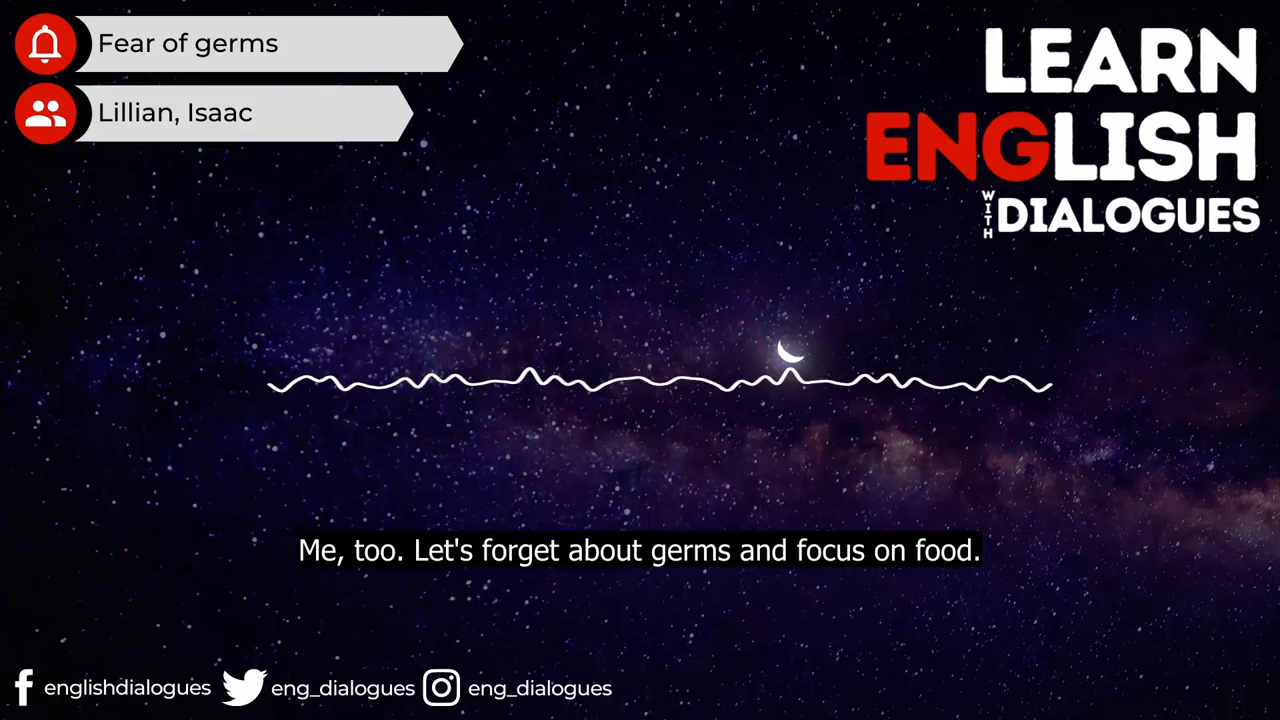 Fear of germs
Lillian, Isaac
LEARN
ENGLISH
WITH DIALOGUES
Me, too. Let's forget about germs and focus on food.
englishdialogues eng_dialogues eng_dialogues